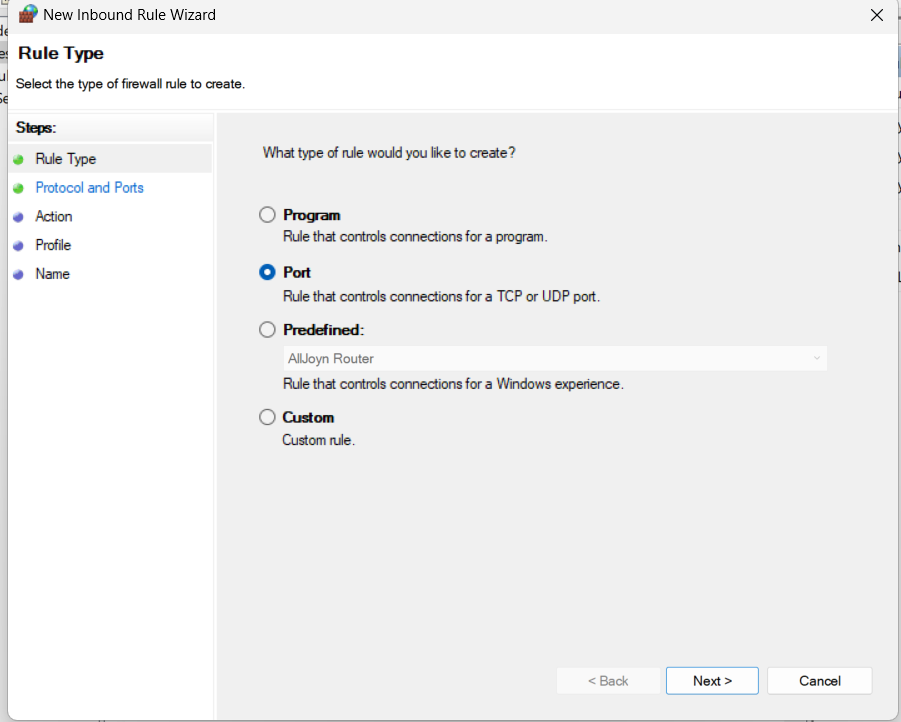 New Inbound Rule Wizard
Rule Type
Select the type of firewall rule to create.
Steps:
Rule Type
Protocol and Ports
Action
Profile
Name
What type of rule would you like to create?
Program
Rule that controls connections for a program.
Port
Rule that controls connections for a TCP or UDP port.
Predefined:
AllJoyn Router
Rule that controls connections for a Windows experience.
Custom
Custom rule.
< Back
Next >
Cancel